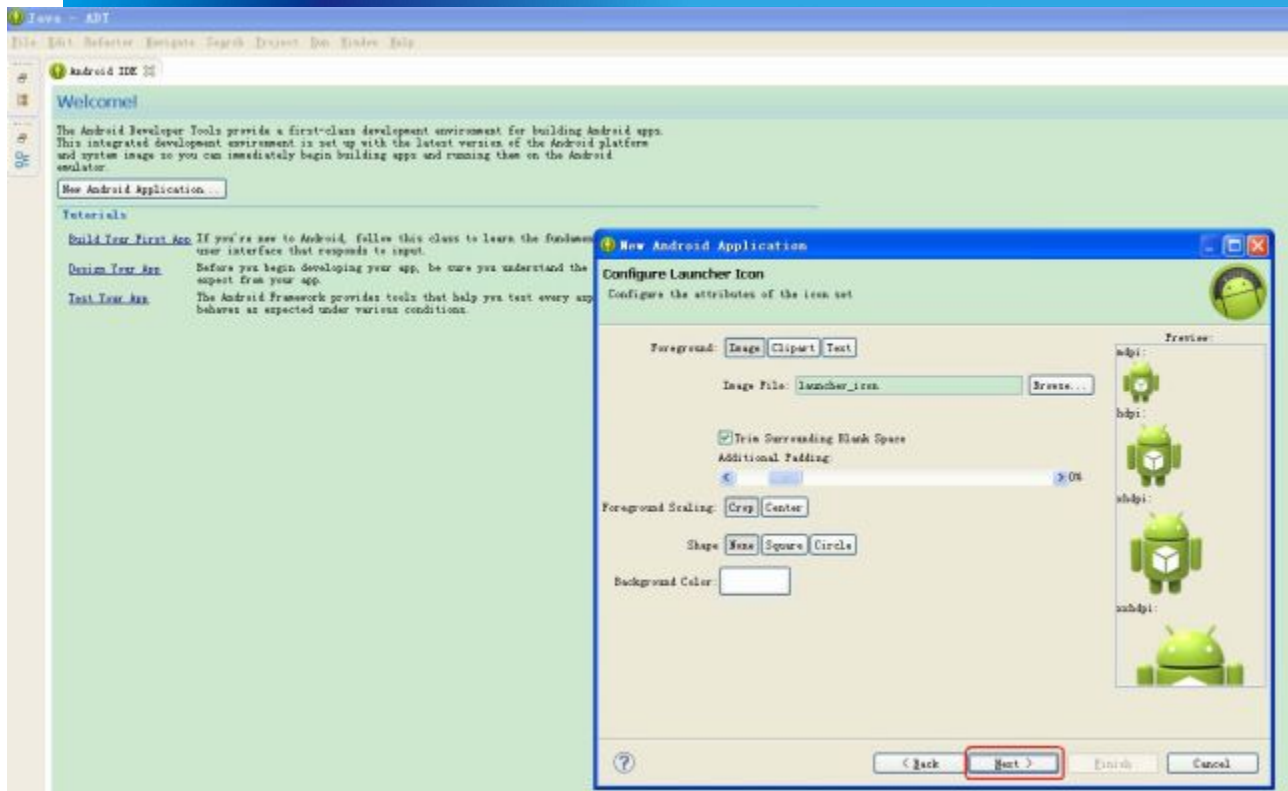 Java - ADT
File Edit Refactor Navigate Search Project Run Window Help
Android IDE
Welcome!
The Android Developer Tools provide a first-class development environment for building Android apps.
This integrated development environment is set up with the latest version of the Android platform
and system image so you can immediately begin building apps and running them on the Android
emulator.
New Android Application...
Tutorials
Build Your First App If you're new to Android, follow this class to learn the fundamen
user interface that responds to input.
Design Your App Before you begin developing your app, be sure you understand the
expect from your app.
Test Your App The Android Framework provides tools that help you test every asp
behaves as expected under various conditions.
New Android Application
Configure Launcher Icon
Configure the attributes of the icon set
Foreground: Image Clipart Text
Image File: launcher_icon Browse...
Trim Surrounding Blank Space
Additional Padding:
0%
Foreground Scaling: Crop Center
Shape None Square Circle
Background Color:
Preview:
mdpi:
hdpi:
xhdpi:
xxhdpi:
< Back Next > Finish Cancel